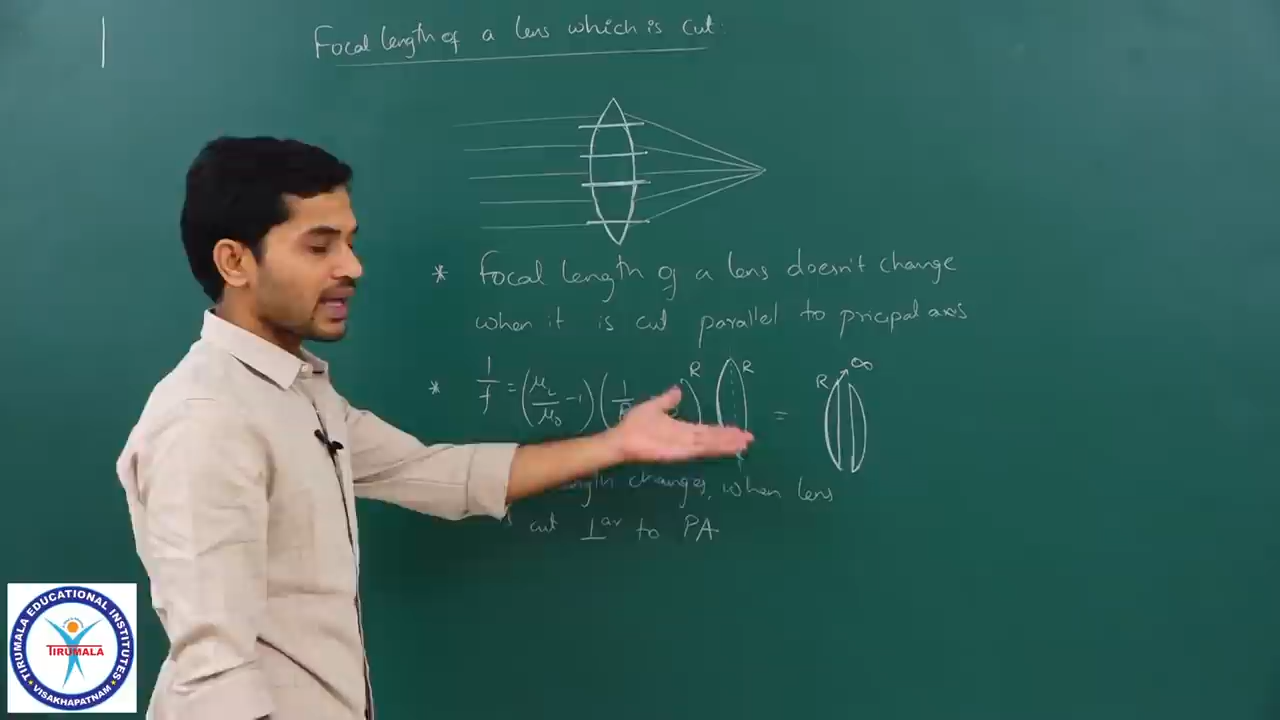 Focal length of a lens which is cut:
* Focal length of a lens doesn't change
when it is cut parallel to pricipal axis
* 1/f = (μL/μ0 - 1)(1/R
R R = R ∞
changes, when lens
cut ⊥ar to PA
TIRUMALA EDUCATIONAL INSTITUTES
TIRUMALA
VISAKHAPATNAM